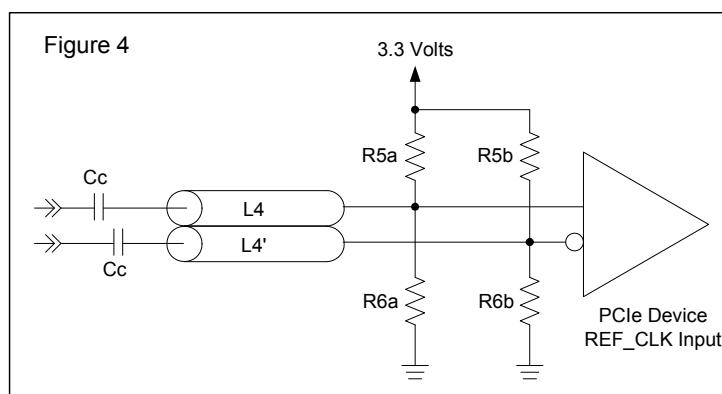 Figure 4
3.3 Volts
R5a
R5b
Cc
L4
L4'
Cc
R6a
R6b
PCIe Device
REF_CLK Input